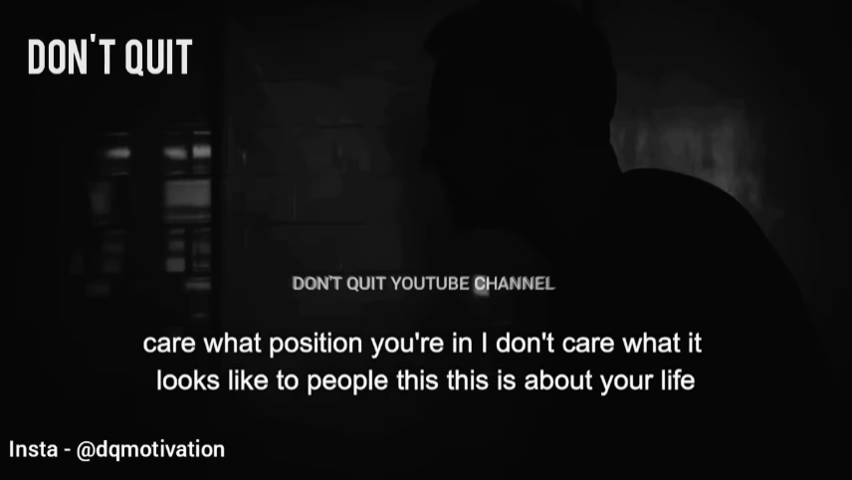 DON'T QUIT
DON'T QUIT YOUTUBE CHANNEL
care what position you're in I don't care what it
looks like to people this this is about your life
Insta - @dqmotivation